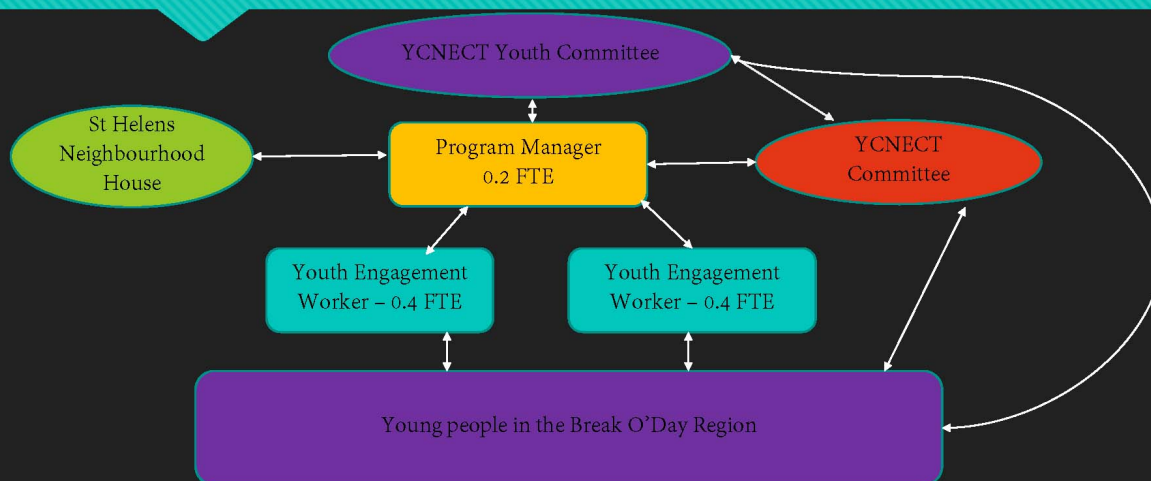 YCNECT Youth Committee
St Helens
Neighbourhood
House
Program Manager
0.2 FTE
YCNECT
Committee
Youth Engagement
Worker – 0.4 FTE
Youth Engagement
Worker – 0.4 FTE
Young people in the Break O’Day Region